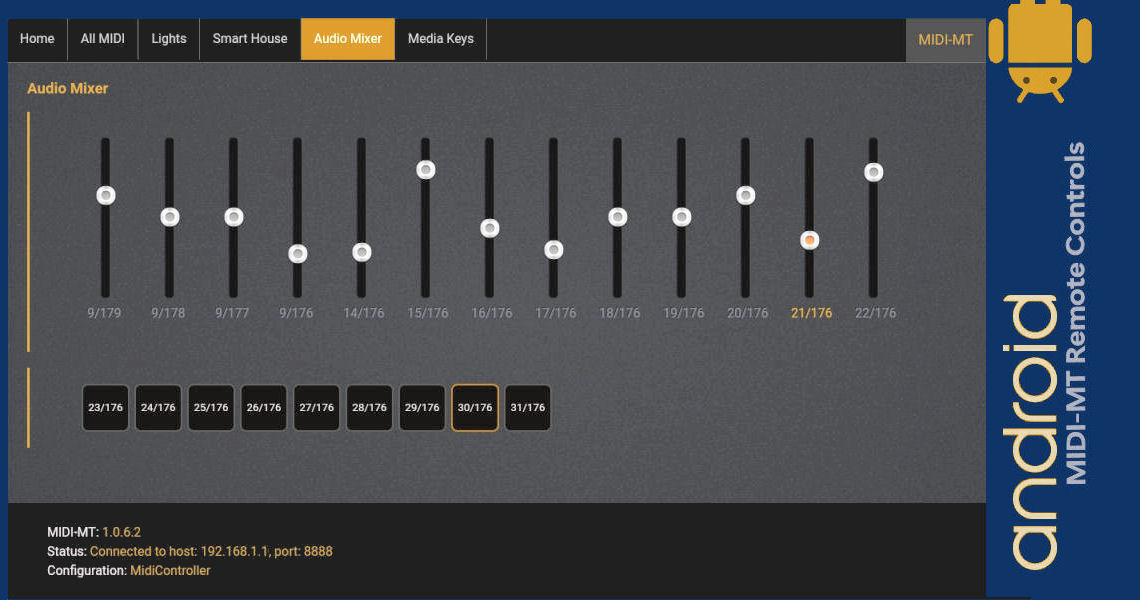 Home All MIDI Lights Smart House Audio Mixer Media Keys MIDI-MT
Audio Mixer
9/179 9/178 9/177 9/176 14/176 15/176 16/176 17/176 18/176 19/176 20/176 21/176 22/176
23/176 24/176 25/176 26/176 27/176 28/176 29/176 30/176 31/176
MIDI-MT: 1.0.6.2
Status: Connected to host: 192.168.1.1, port: 8888
Configuration: MidiController
android
MIDI-MT Remote Controls